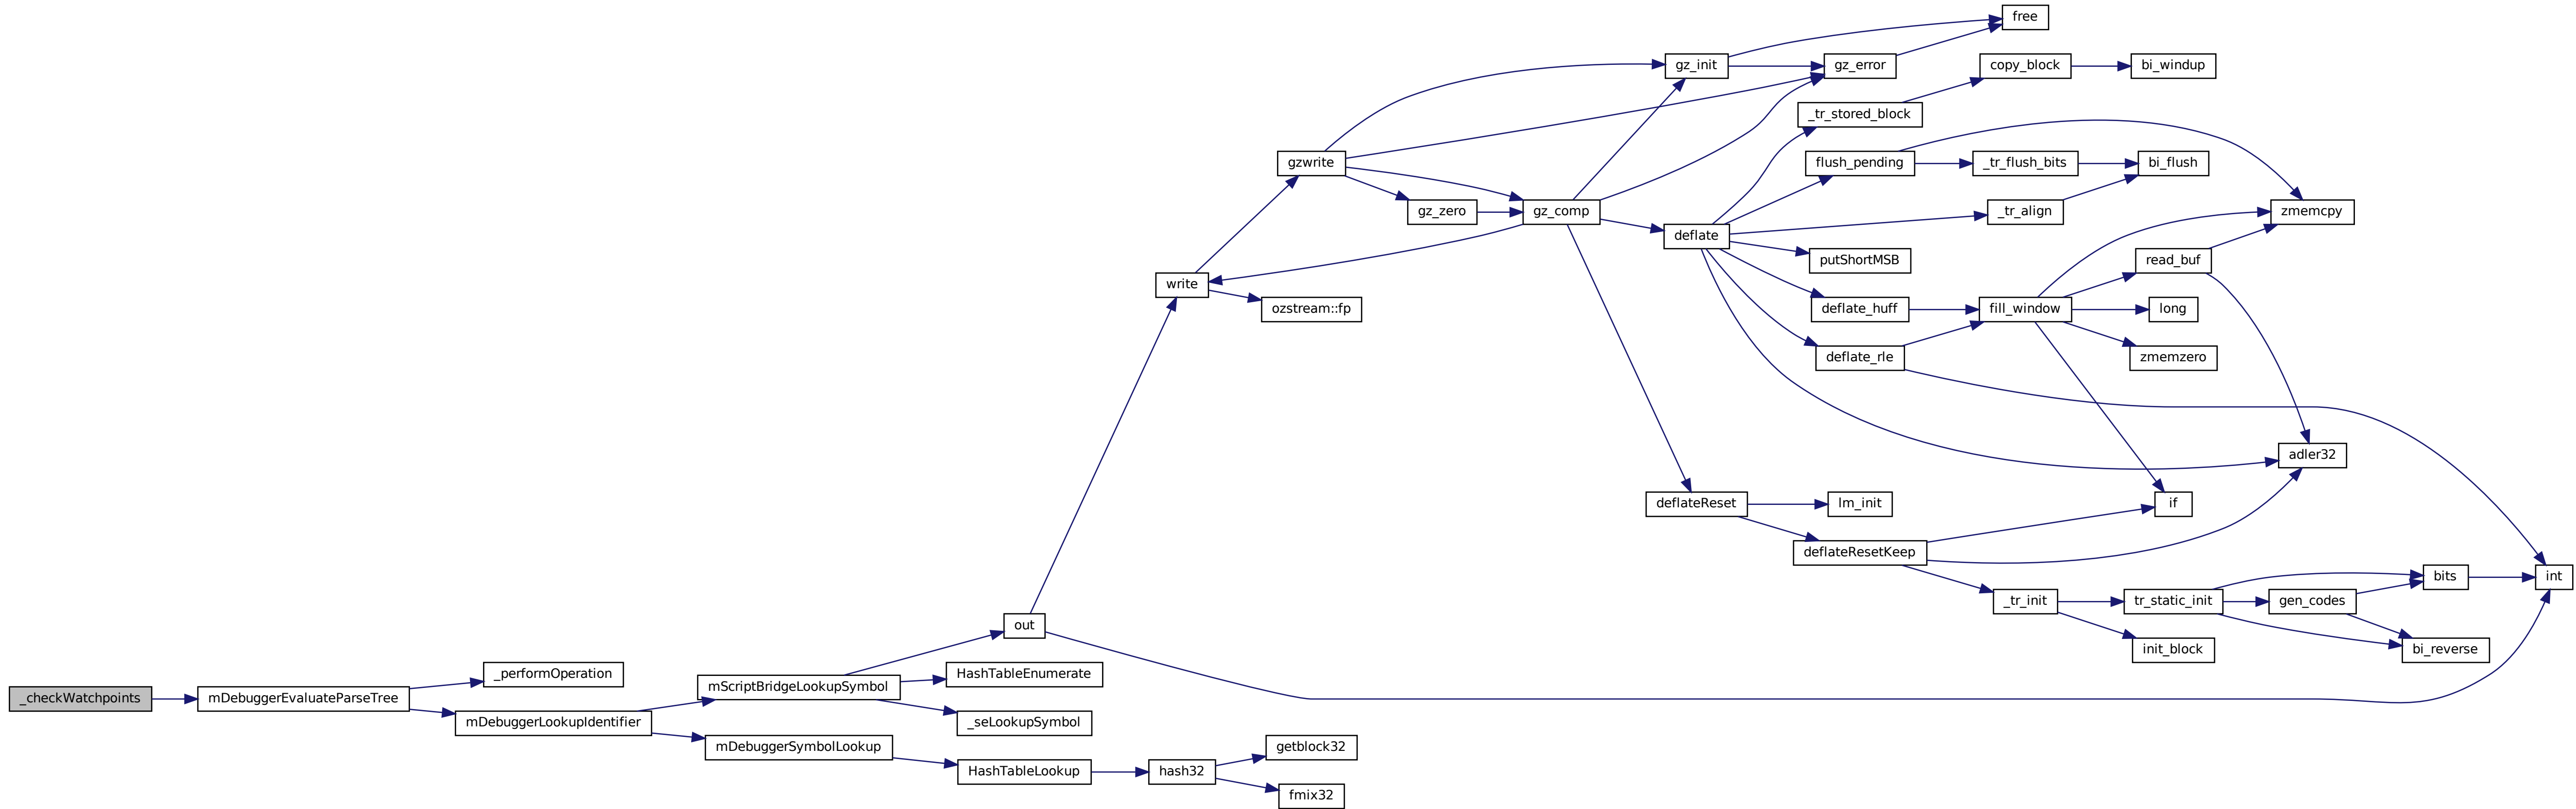 free
gz_init
gz_error
copy_block
bi_windup
_tr_stored_block
gzwrite
flush_pending
_tr_flush_bits
bi_flush
gz_zero
gz_comp
_tr_align
zmemcpy
deflate
putShortMSB
read_buf
write
ozstream::fp
deflate_huff
fill_window
long
deflate_rle
zmemzero
adler32
deflateReset
lm_init
if
deflateResetKeep
bits
int
_tr_init
tr_static_init
gen_codes
out
init_block
bi_reverse
_performOperation
HashTableEnumerate
mScriptBridgeLookupSymbol
_checkWatchpoints
mDebuggerEvaluateParseTree
mDebuggerLookupIdentifier
_seLookupSymbol
mDebuggerSymbolLookup
getblock32
HashTableLookup
hash32
fmix32